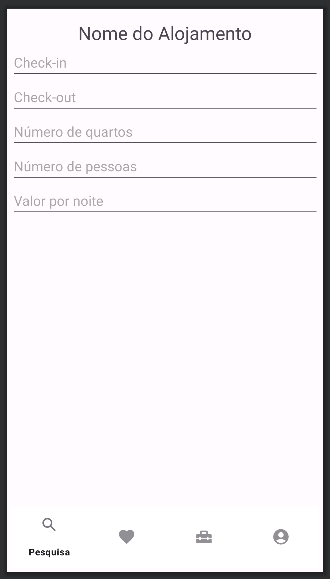 Nome do Alojamento
Check-in
Check-out
Número de quartos
Número de pessoas
Valor por noite
Pesquisa